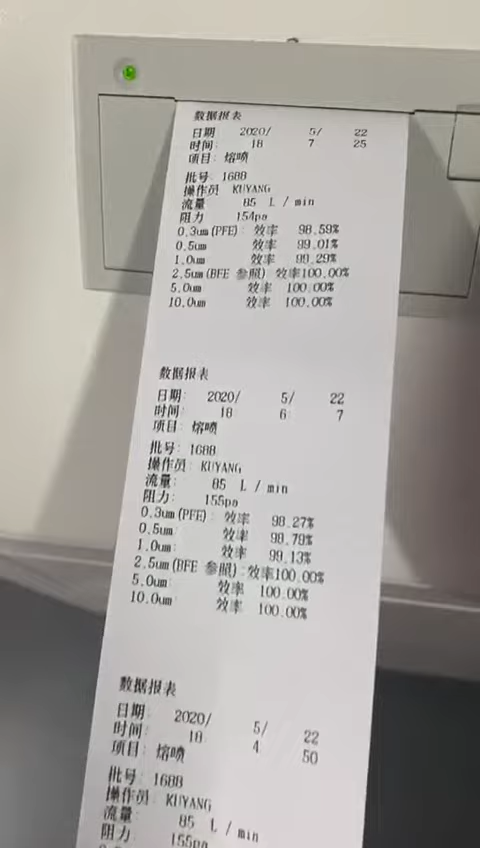 数据报表
日期 2020/ 5/ 22
时间: 18 7 25
项目: 熔喷
批号: 1688
操作员 KUYANG
流量 85 L / min
阻力 154pa
0.3um(PFE): 效率 98.59%
0.5um 效率 99.01%
1.0um 效率 99.29%
2.5um(BFE 参照) 效率100.00%
5.0um 效率 100.00%
10.0um 效率 100.00%
数据报表
日期: 2020/ 5/ 22
时间: 18 6 7
项目: 熔喷
批号: 1688
操作员: KUYANG
流量: 85 L / min
阻力: 155pa
0.3um(PFE): 效率 98.27%
0.5um: 效率 98.79%
1.0um: 效率 99.13%
2.5um(BFE 参照): 效率100.00%
5.0um: 效率 100.00%
10.0um: 效率 100.00%
数据报表
日期: 2020/ 5/ 22
时间: 18 4 50
项目: 熔喷
批号: 1688
操作员: KUYANG
流量: 85 L / min
阻力: 155pa